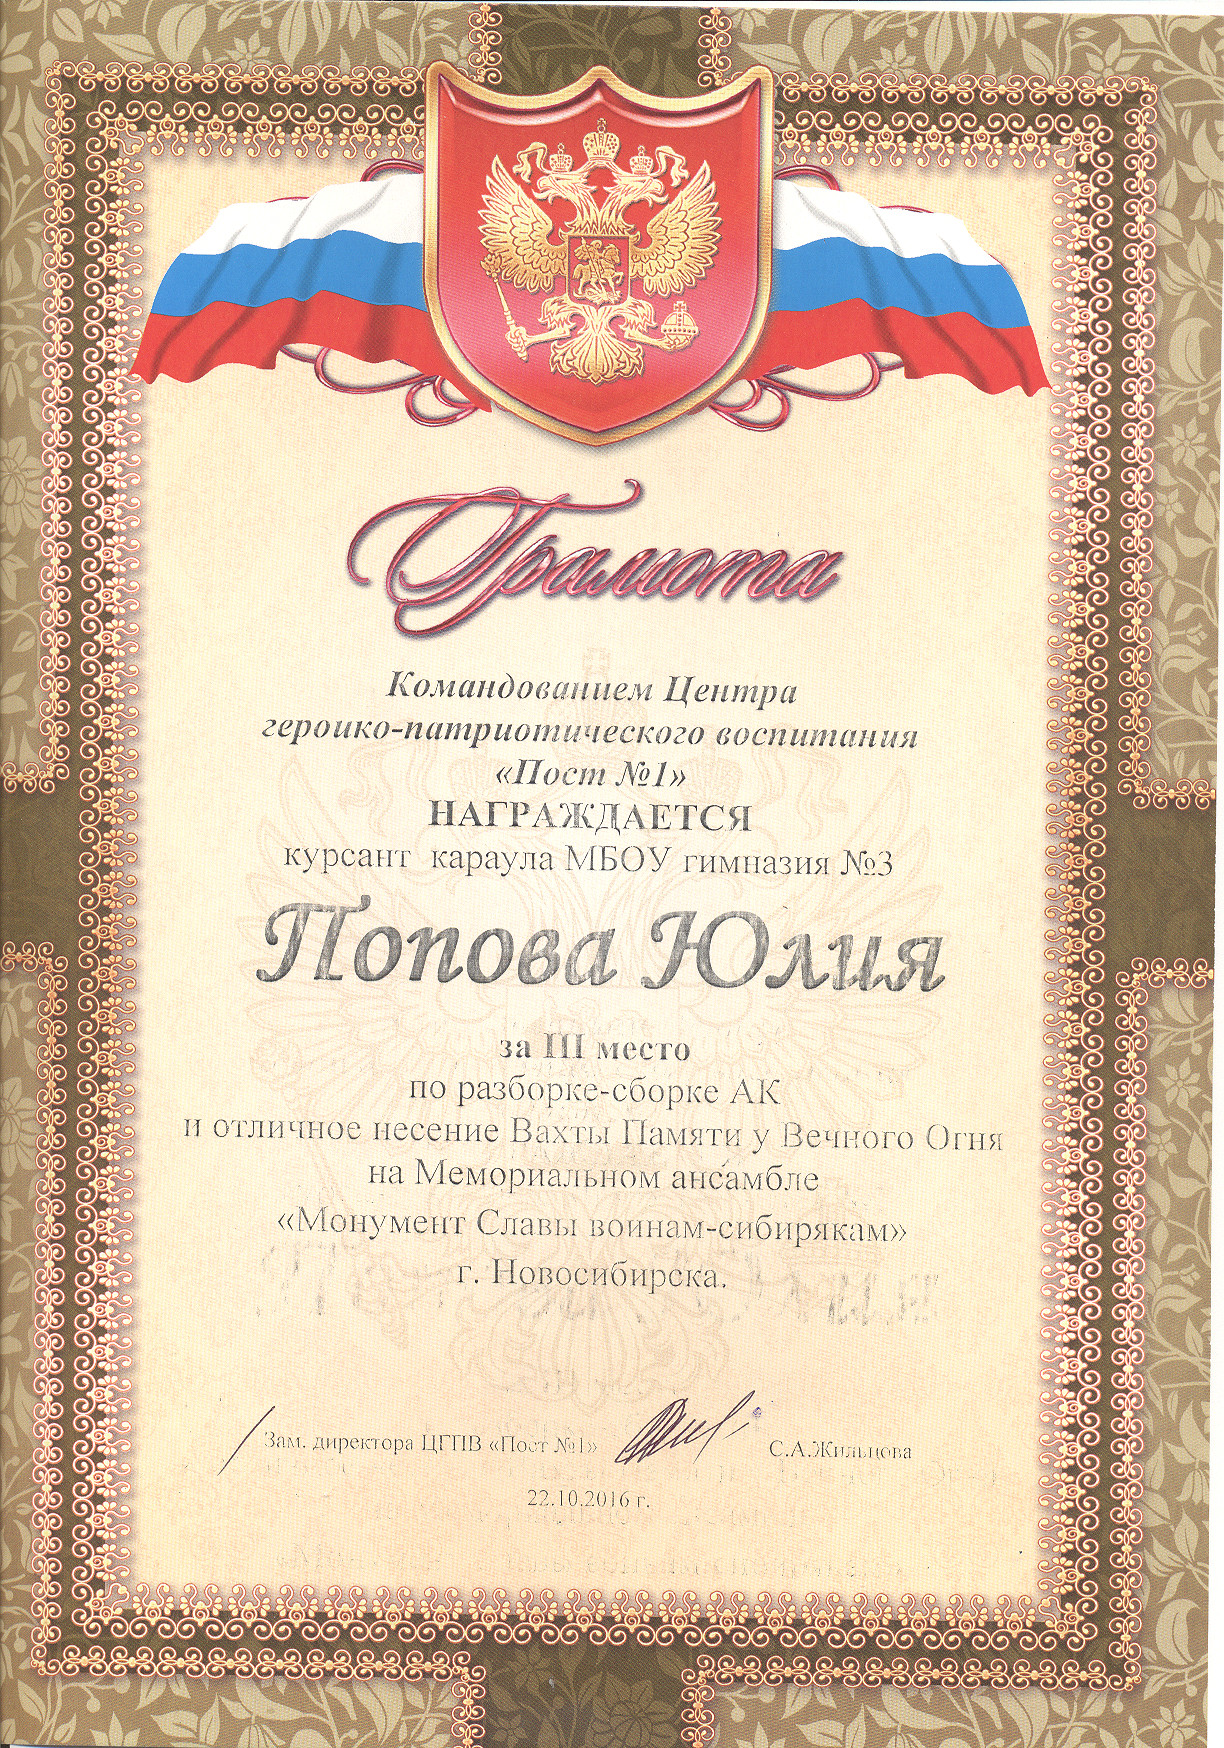 Грамота
Командованием Центра
героико-патриотического воспитания
«Пост №1»
НАГРАЖДАЕТСЯ
курсант караула МБОУ гимназия №3
Попова Юлия
за III место
по разборке-сборке АК
и отличное несение Вахты Памяти у Вечного Огня
на Мемориальном ансамбле
«Монумент Славы воинам-сибирякам»
г. Новосибирска.
Зам. директора ЦГПВ «Пост №1» С.А.Жильцова
22.10.2016 г.